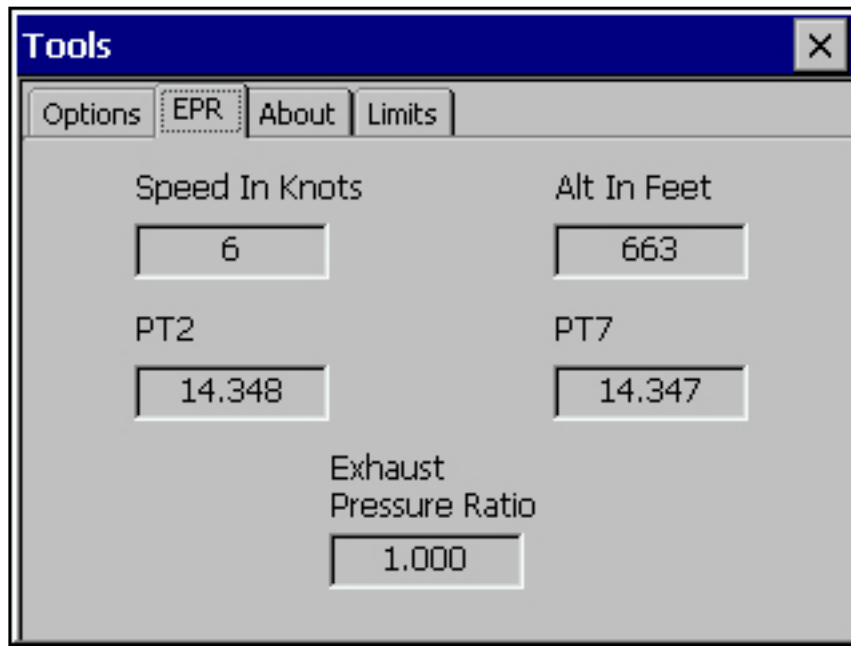 Tools
Options EPR About Limits
Speed In Knots Alt In Feet
6 663
PT2 PT7
14.348 14.347
Exhaust
Pressure Ratio
1.000